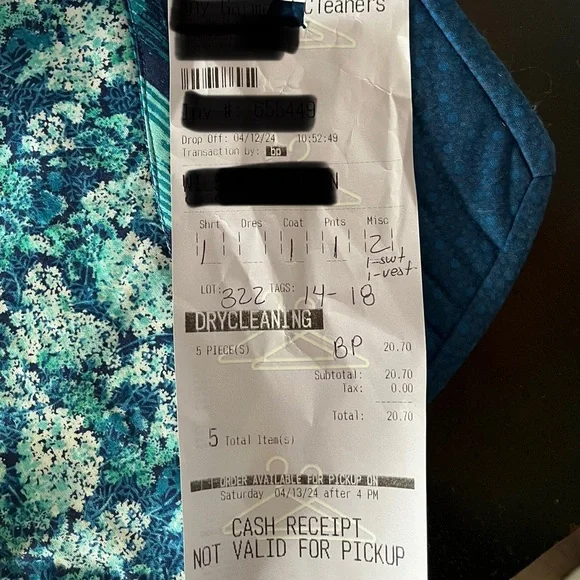 Cleaners
Drop Off: 04/12/24 10:52:49
Transaction by: bp
Shrt Dres Coat Pnts Misc
1 1 1 2
1-swt
1-vest
LOT: 322 TAGS: 14-18
DRYCLEANING
5 PIECE(S) BP 20.70
Subtotal: 20.70
Tax: 0.00
Total: 20.70
5 Total Item(s)
ORDER AVAILABLE FOR PICKUP ON
Saturday 04/13/24 after 4 PM
CASH RECEIPT
NOT VALID FOR PICKUP